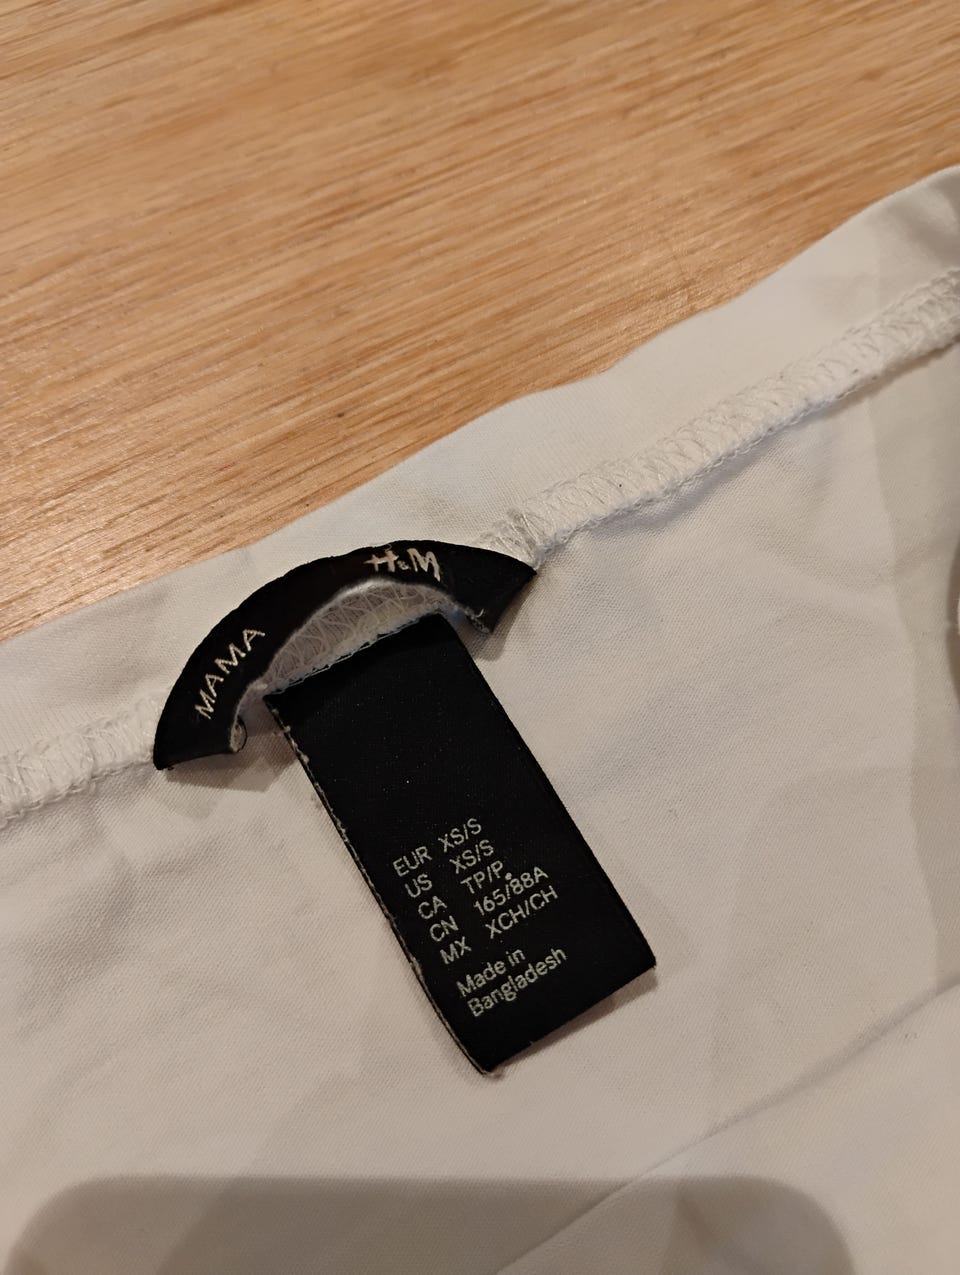 MAMA H&M
EUR XS/S
US XS/S
CA TP/P
CN 165/88A
MX XCH/CH
Made in
Bangladesh